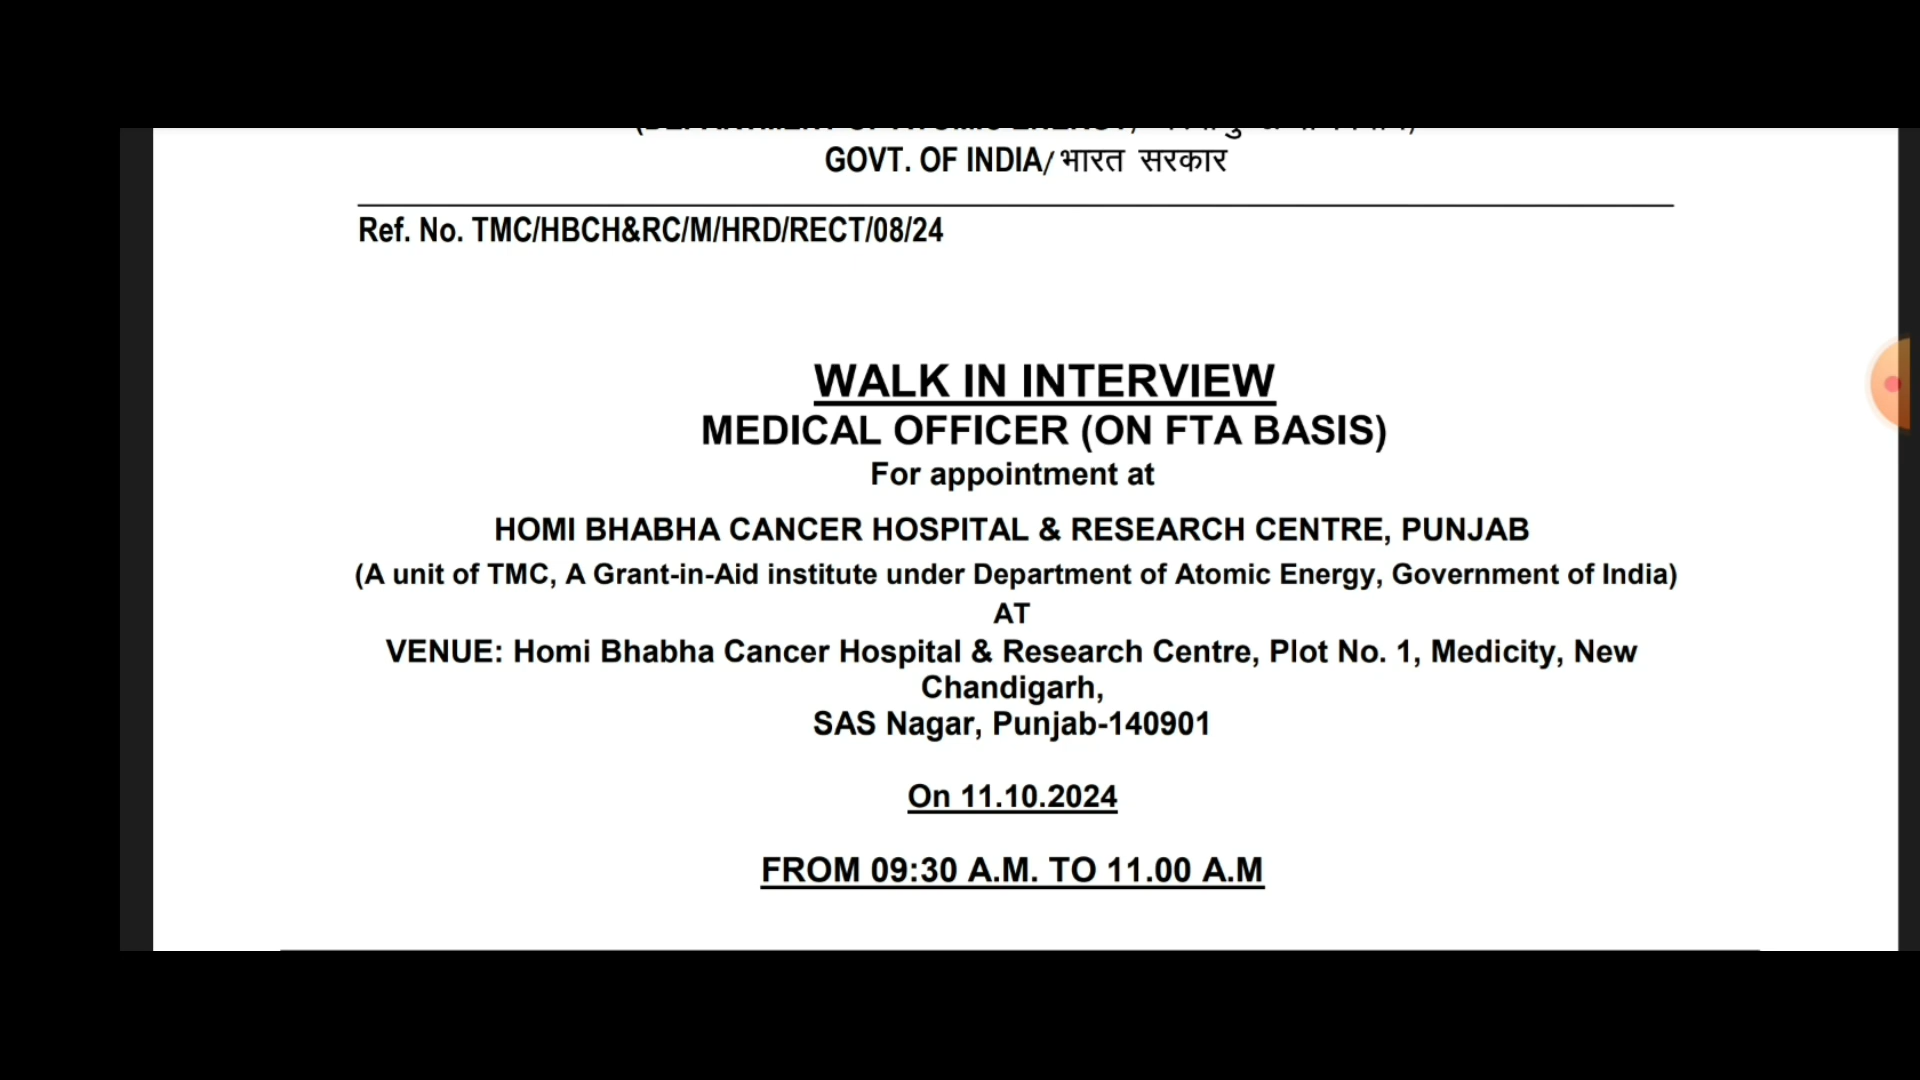 GOVT. OF INDIA/ भारत सरकार
Ref. No. TMC/HBCH&RC/M/HRD/RECT/08/24
WALK IN INTERVIEW
MEDICAL OFFICER (ON FTA BASIS)
For appointment at
HOMI BHABHA CANCER HOSPITAL & RESEARCH CENTRE, PUNJAB
(A unit of TMC, A Grant-in-Aid institute under Department of Atomic Energy, Government of India)
AT
VENUE: Homi Bhabha Cancer Hospital & Research Centre, Plot No. 1, Medicity, New
Chandigarh,
SAS Nagar, Punjab-140901
On 11.10.2024
FROM 09:30 A.M. TO 11.00 A.M